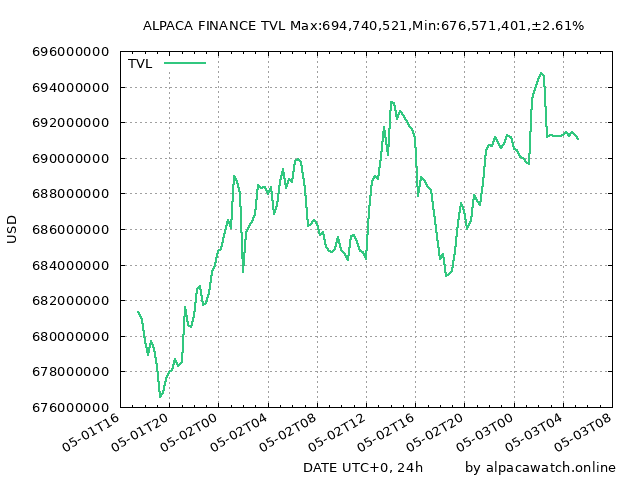 ALPACA FINANCE TVL Max:694,740,521,Min:676,571,401,±2.61%
TVL
696000000
694000000
692000000
690000000
688000000
686000000
684000000
682000000
680000000
678000000
676000000
USD
05-01T16
05-01T20
05-02T00
05-02T04
05-02T08
05-02T12
05-02T16
05-02T20
05-03T00
05-03T04
05-03T08
DATE UTC+0, 24h by alpacawatch.online